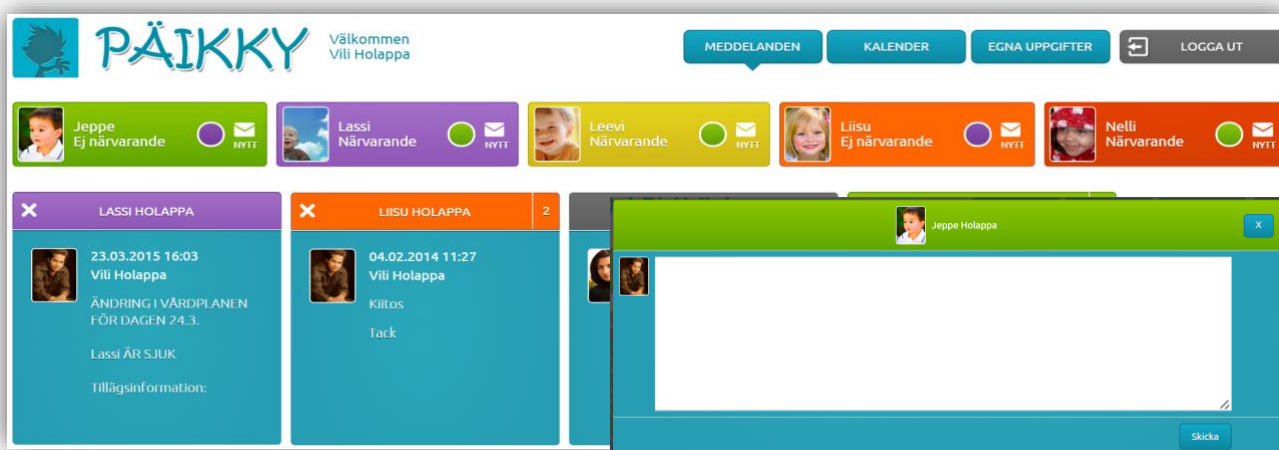 PÄIKKY
Välkommen
Vili Holappa
MEDDELANDEN
KALENDER
EGNA UPPGIFTER
LOGGA UT
Jeppe
Ej närvarande
NYTT
Lassi
Närvarande
NYTT
Leevi
Närvarande
NYTT
Liisu
Ej närvarande
NYTT
Nelli
Närvarande
NYTT
LASSI HOLAPPA
23.03.2015 16:03
Vili Holappa
ÄNDRING I VÅRDPLANEN
FÖR DAGEN 24.3.
Lassi ÄR SJUK
Tillägsinformation:
LIISU HOLAPPA
2
04.02.2014 11:27
Vili Holappa
Kiitos
Tack
Jeppe Holappa
X
Skicka